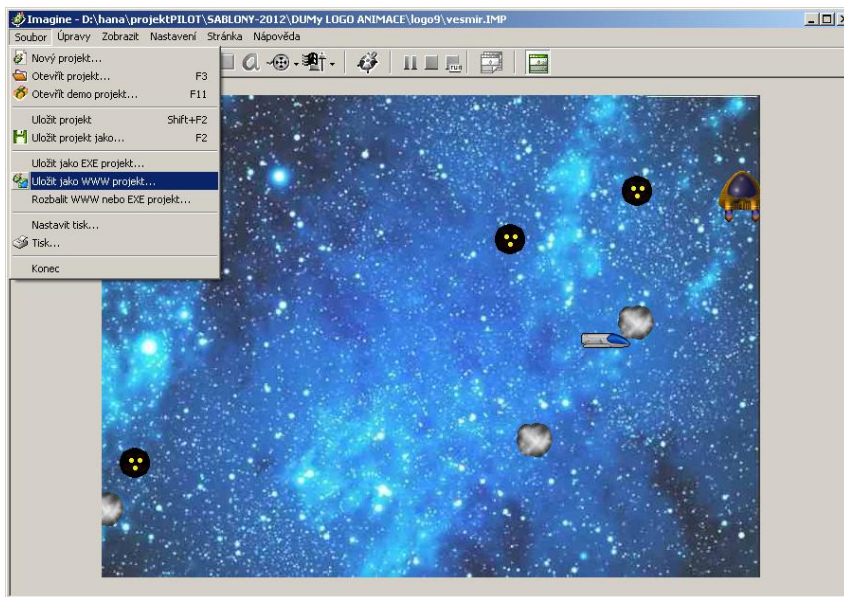 Imagine - D:\hana\projektPILOT\SABLONY-2012\DUMy LOGO ANIMACE\logo9\vesmir.IMP
Soubor Úpravy Zobrazit Nastavení Stránka Nápověda
Nový projekt...
Otevřít projekt... F3
Otevřít demo projekt... F11
Uložit projekt Shift+F2
Uložit projekt jako... F2
Uložit jako EXE projekt...
Uložit jako WWW projekt...
Rozbalit WWW nebo EXE projekt...
Nastavit tisk...
Tisk...
Konec